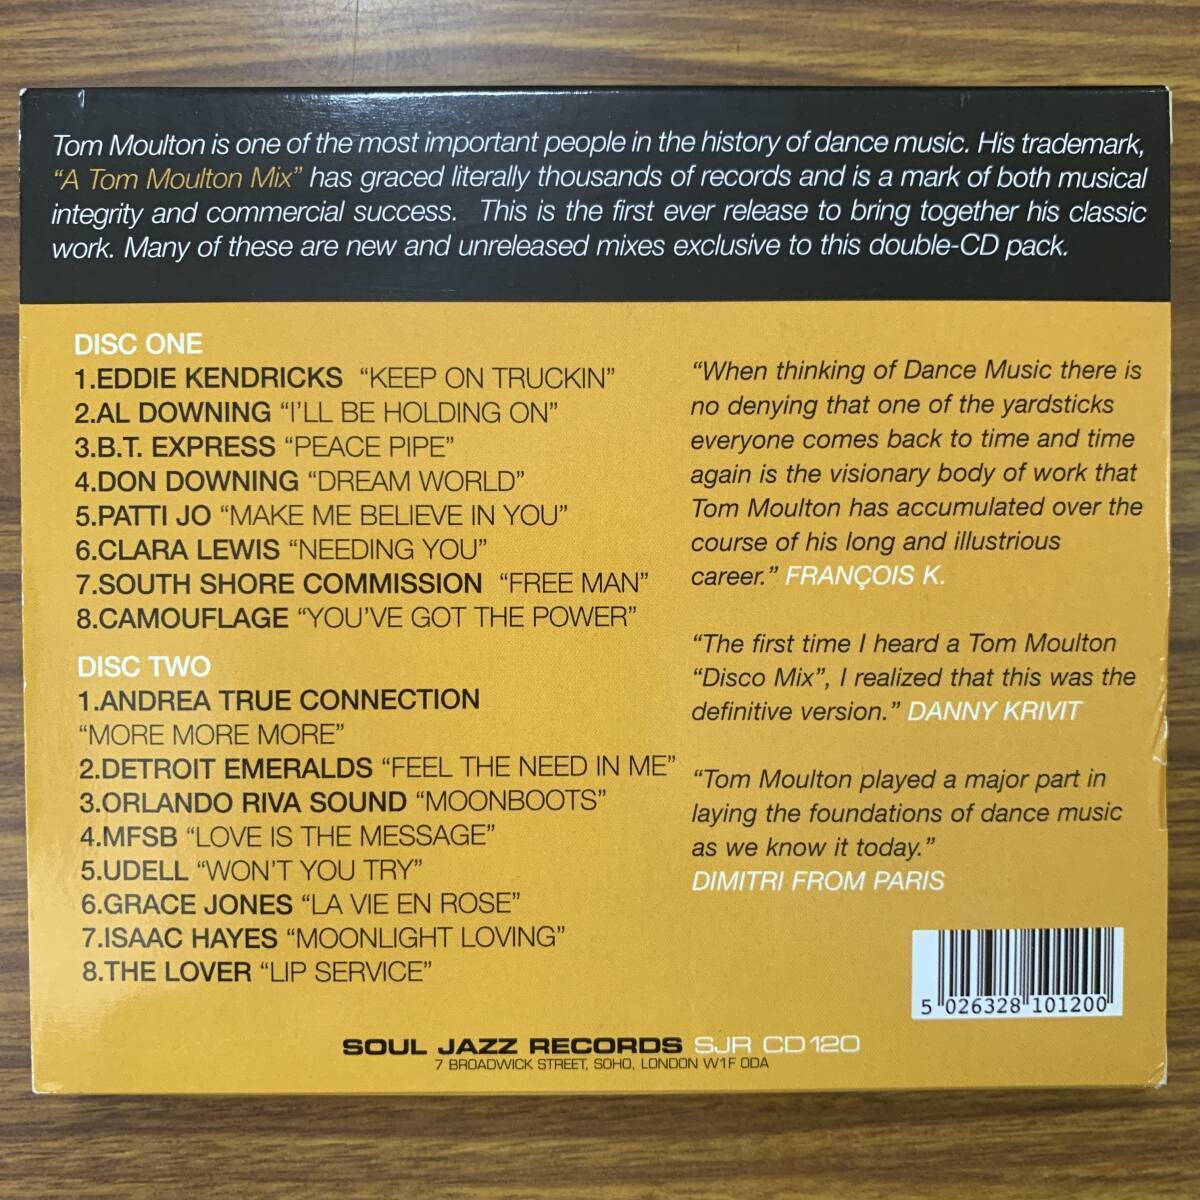 Tom Moulton is one of the most important people in the history of dance music. His trademark,
“A Tom Moulton Mix” has graced literally thousands of records and is a mark of both musical
integrity and commercial success. This is the first ever release to bring together his classic
work. Many of these are new and unreleased mixes exclusive to this double-CD pack.
DISC ONE
1.EDDIE KENDRICKS “KEEP ON TRUCKIN”
2.AL DOWNING “I’LL BE HOLDING ON”
3.B.T. EXPRESS “PEACE PIPE”
4.DON DOWNING “DREAM WORLD”
5.PATTI JO “MAKE ME BELIEVE IN YOU”
6.CLARA LEWIS “NEEDING YOU”
7.SOUTH SHORE COMMISSION “FREE MAN”
8.CAMOUFLAGE “YOU’VE GOT THE POWER”
DISC TWO
1.ANDREA TRUE CONNECTION
“MORE MORE MORE”
2.DETROIT EMERALDS “FEEL THE NEED IN ME”
3.ORLANDO RIVA SOUND “MOONBOOTS”
4.MFSB “LOVE IS THE MESSAGE”
5.UDELL “WON’T YOU TRY”
6.GRACE JONES “LA VIE EN ROSE”
7.ISAAC HAYES “MOONLIGHT LOVING”
8.THE LOVER “LIP SERVICE”
“When thinking of Dance Music there is
no denying that one of the yardsticks
everyone comes back to time and time
again is the visionary body of work that
Tom Moulton has accumulated over the
course of his long and illustrious
career.” FRANÇOIS K.
“The first time I heard a Tom Moulton
“Disco Mix”, I realized that this was the
definitive version.” DANNY KRIVIT
“Tom Moulton played a major part in
laying the foundations of dance music
as we know it today.”
DIMITRI FROM PARIS
5 026328 101200
SOUL JAZZ RECORDS SJR CD120
7 BROADWICK STREET, SOHO, LONDON W1F 0DA